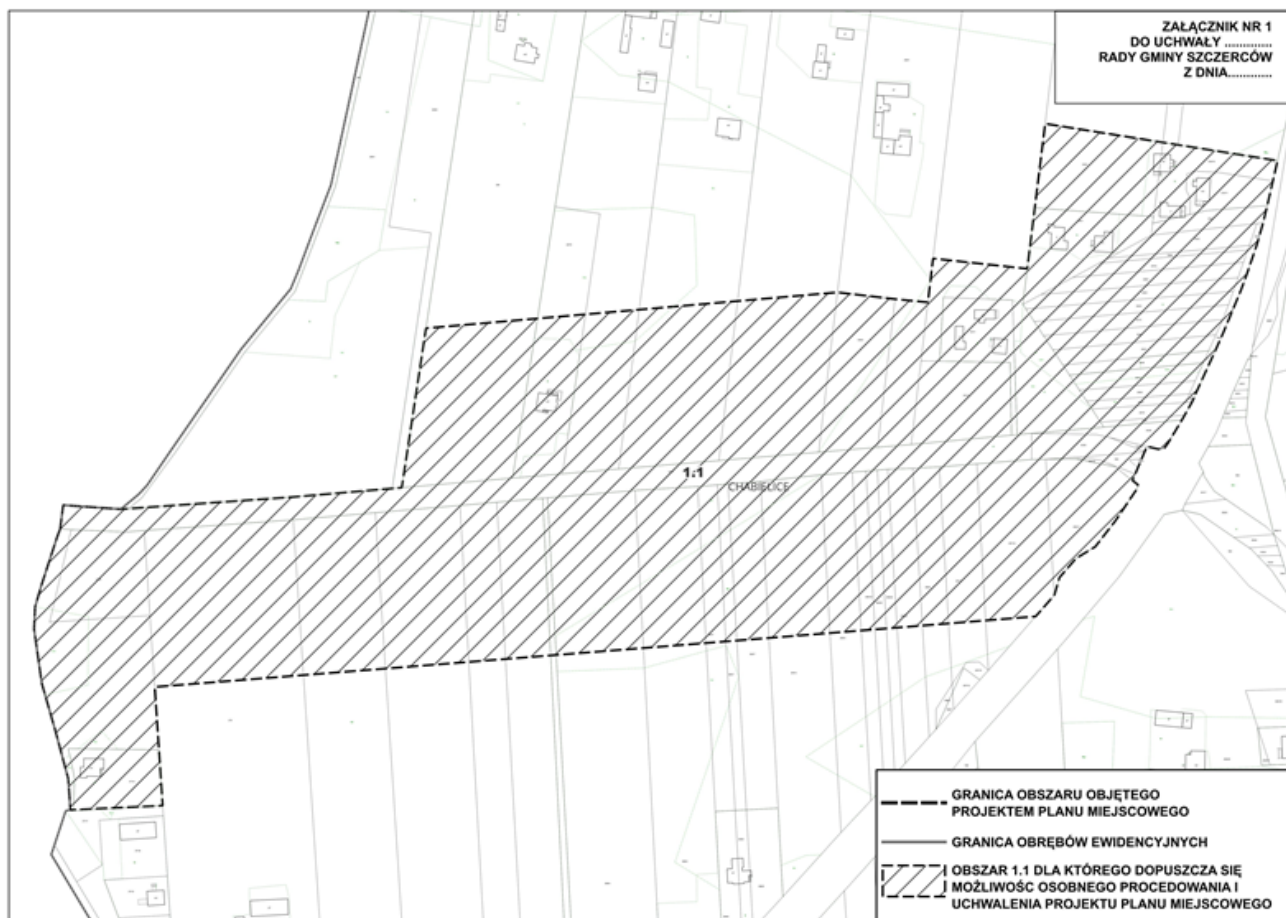 ZAŁĄCZNIK NR 1
DO UCHWAŁY .............
RADY GMINY SZCZERCÓW
Z DNIA.............
1.1
CHABIELICE
GRANICA OBSZARU OBJĘTEGO
PROJEKTEM PLANU MIEJSCOWEGO
GRANICA OBRĘBÓW EWIDENCYJNYCH
OBSZAR 1.1 DLA KTÓREGO DOPUSZCZA SIĘ
MOŻLIWOŚC OSOBNEGO PROCEDOWANIA I
UCHWALENIA PROJEKTU PLANU MIEJSCOWEGO